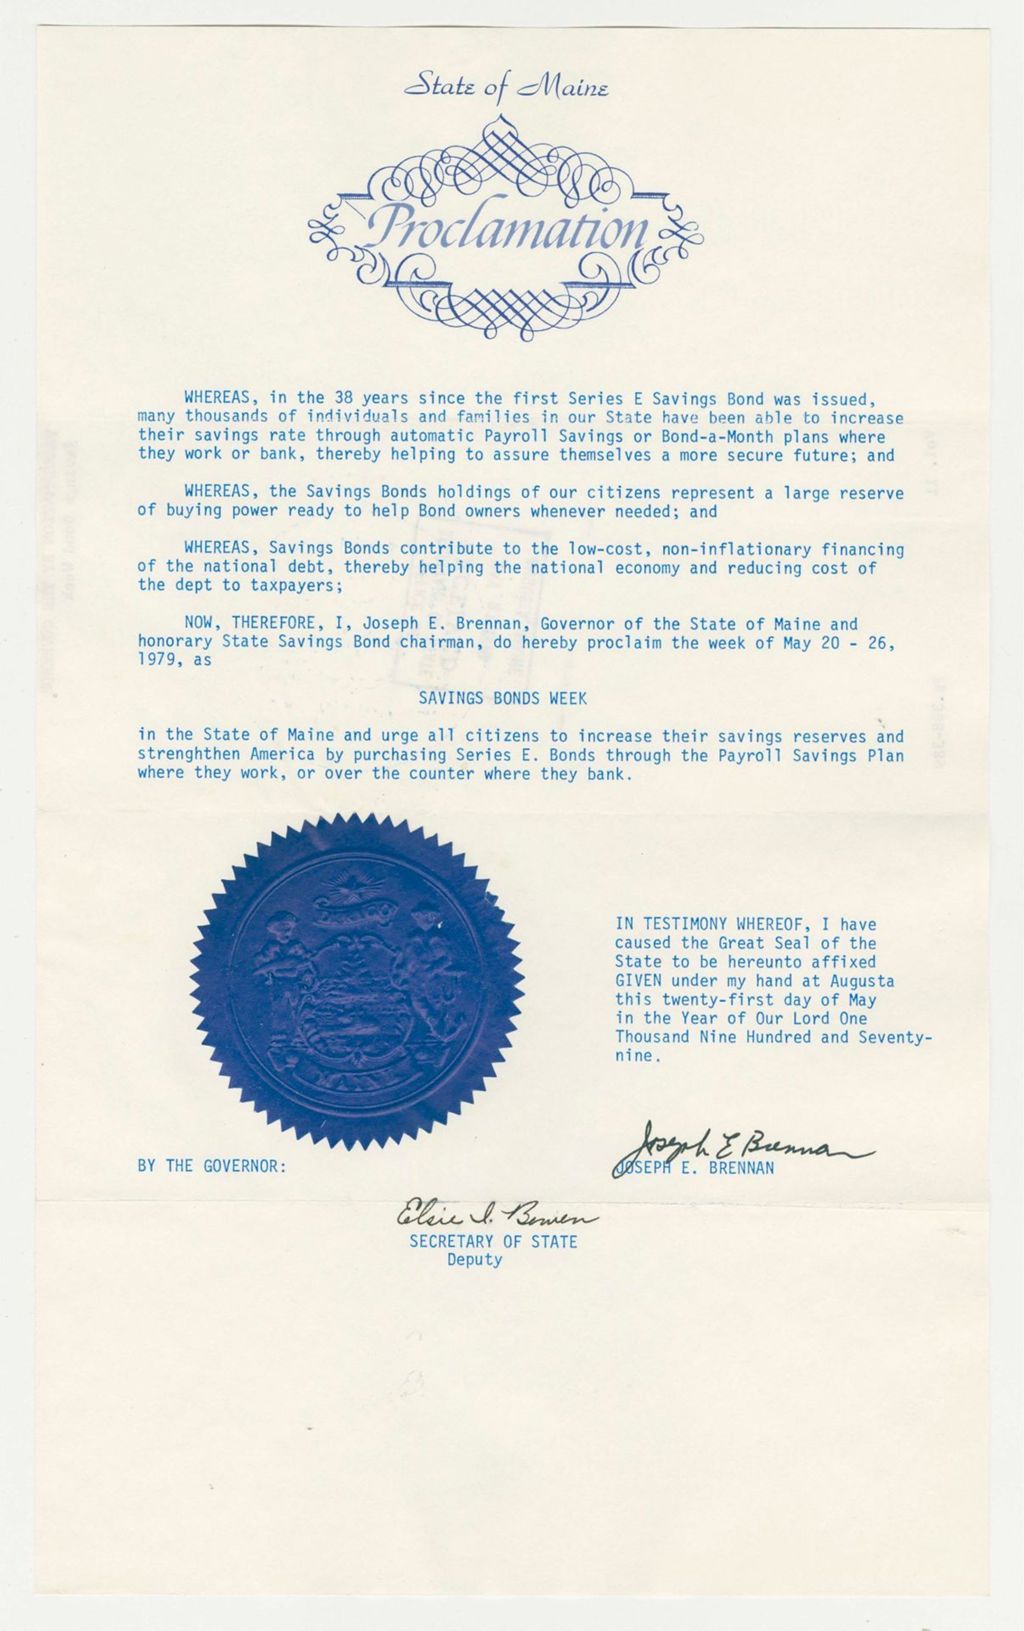 State of Maine
Proclamation
WHEREAS, in the 38 years since the first Series E Savings Bond was issued,
many thousands of individuals and families in our State have been able to increase
their savings rate through automatic Payroll Savings or Bond-a-Month plans where
they work or bank, thereby helping to assure themselves a more secure future; and
WHEREAS, the Savings Bonds holdings of our citizens represent a large reserve
of buying power ready to help Bond owners whenever needed; and
WHEREAS, Savings Bonds contribute to the low-cost, non-inflationary financing
of the national debt, thereby helping the national economy and reducing cost of
the dept to taxpayers;
NOW, THEREFORE, I, Joseph E. Brennan, Governor of the State of Maine and
honorary State Savings Bond chairman, do hereby proclaim the week of May 20 - 26,
1979, as
SAVINGS BONDS WEEK
in the State of Maine and urge all citizens to increase their savings reserves and
strenghthen America by purchasing Series E. Bonds through the Payroll Savings Plan
where they work, or over the counter where they bank.
DIRIGO
MAINE
IN TESTIMONY WHEREOF, I have
caused the Great Seal of the
State to be hereunto affixed
GIVEN under my hand at Augusta
this twenty-first day of May
in the Year of Our Lord One
Thousand Nine Hundred and Seventy-
nine.
Joseph E Brennan
JOSEPH E. BRENNAN
BY THE GOVERNOR:
Elsie I. Bowen
SECRETARY OF STATE
Deputy